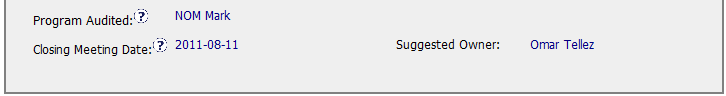 Program Audited: ? NOM Mark
Closing Meeting Date: ? 2011-08-11 Suggested Owner: Omar Tellez